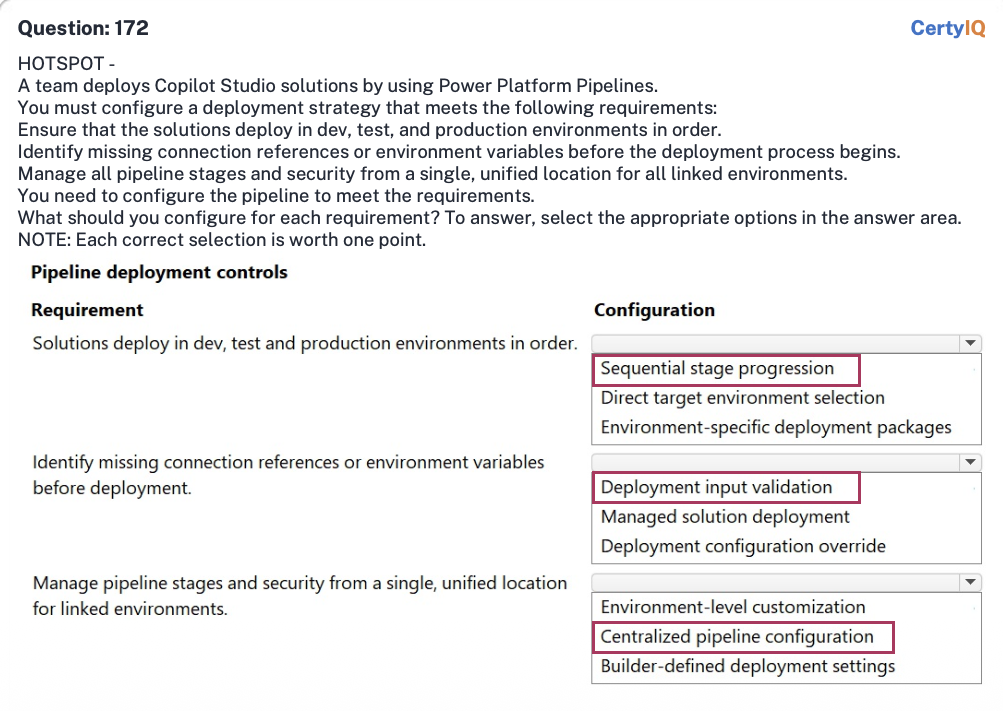 Question: 172
CertyIQ
HOTSPOT -
A team deploys Copilot Studio solutions by using Power Platform Pipelines.
You must configure a deployment strategy that meets the following requirements:
Ensure that the solutions deploy in dev, test, and production environments in order.
Identify missing connection references or environment variables before the deployment process begins.
Manage all pipeline stages and security from a single, unified location for all linked environments.
You need to configure the pipeline to meet the requirements.
What should you configure for each requirement? To answer, select the appropriate options in the answer area.
NOTE: Each correct selection is worth one point.
Pipeline deployment controls
Requirement
Configuration
Solutions deploy in dev, test and production environments in order.
Sequential stage progression
Direct target environment selection
Environment-specific deployment packages
Identify missing connection references or environment variables
before deployment.
Deployment input validation
Managed solution deployment
Deployment configuration override
Manage pipeline stages and security from a single, unified location
for linked environments.
Environment-level customization
Centralized pipeline configuration
Builder-defined deployment settings